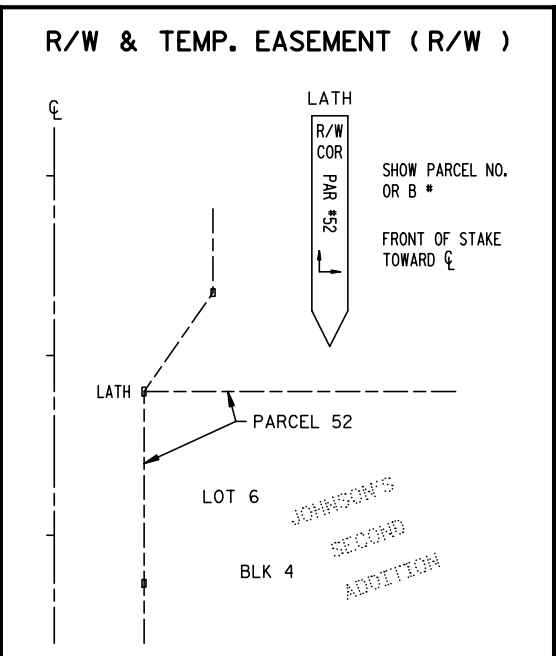 R/W & TEMP. EASEMENT ( R/W )
℄
LATH
R/W
COR
PAR #52
SHOW PARCEL NO.
OR B #
FRONT OF STAKE
TOWARD ℄
LATH
PARCEL 52
LOT 6
JOHNSON'S
SECOND
ADDITION
BLK 4